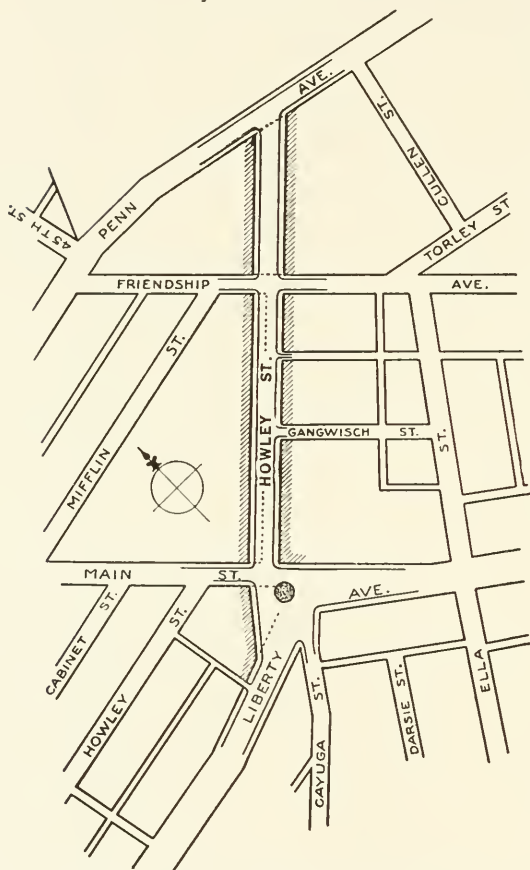 AVE.
CULLEN ST.
TORLEY ST
45TH ST.
PENN
FRIENDSHIP
AVE.
MIFFLIN ST.
HOWLEY ST.
GANGWISCH ST.
ST.
MAIN ST.
AVE.
CABINET ST.
HOWLEY ST.
LIBERTY
CAYUGA ST.
DARSIE ST.
ELLA